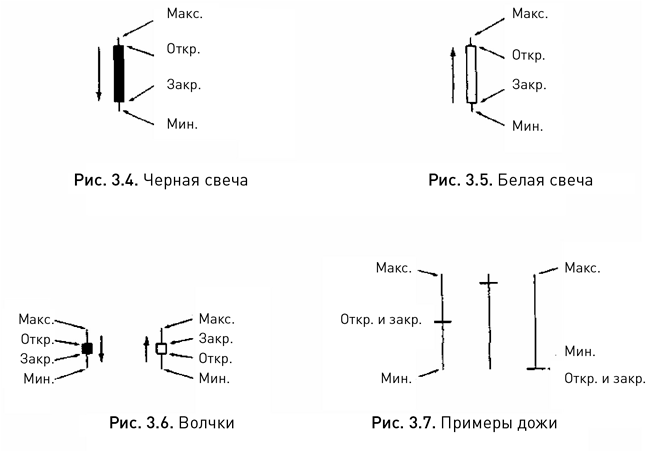 Макс.
Откр.
Закр.
Мин.
Рис. 3.4. Черная свеча
Макс.
Откр.
Закр.
Мин.
Рис. 3.5. Белая свеча
Макс.
Откр.
Закр.
Мин.
Макс.
Закр.
Откр.
Мин.
Рис. 3.6. Волчки
Макс.
Откр. и закр.
Мин.
Макс.
Мин.
Откр. и закр.
Рис. 3.7. Примеры дожи